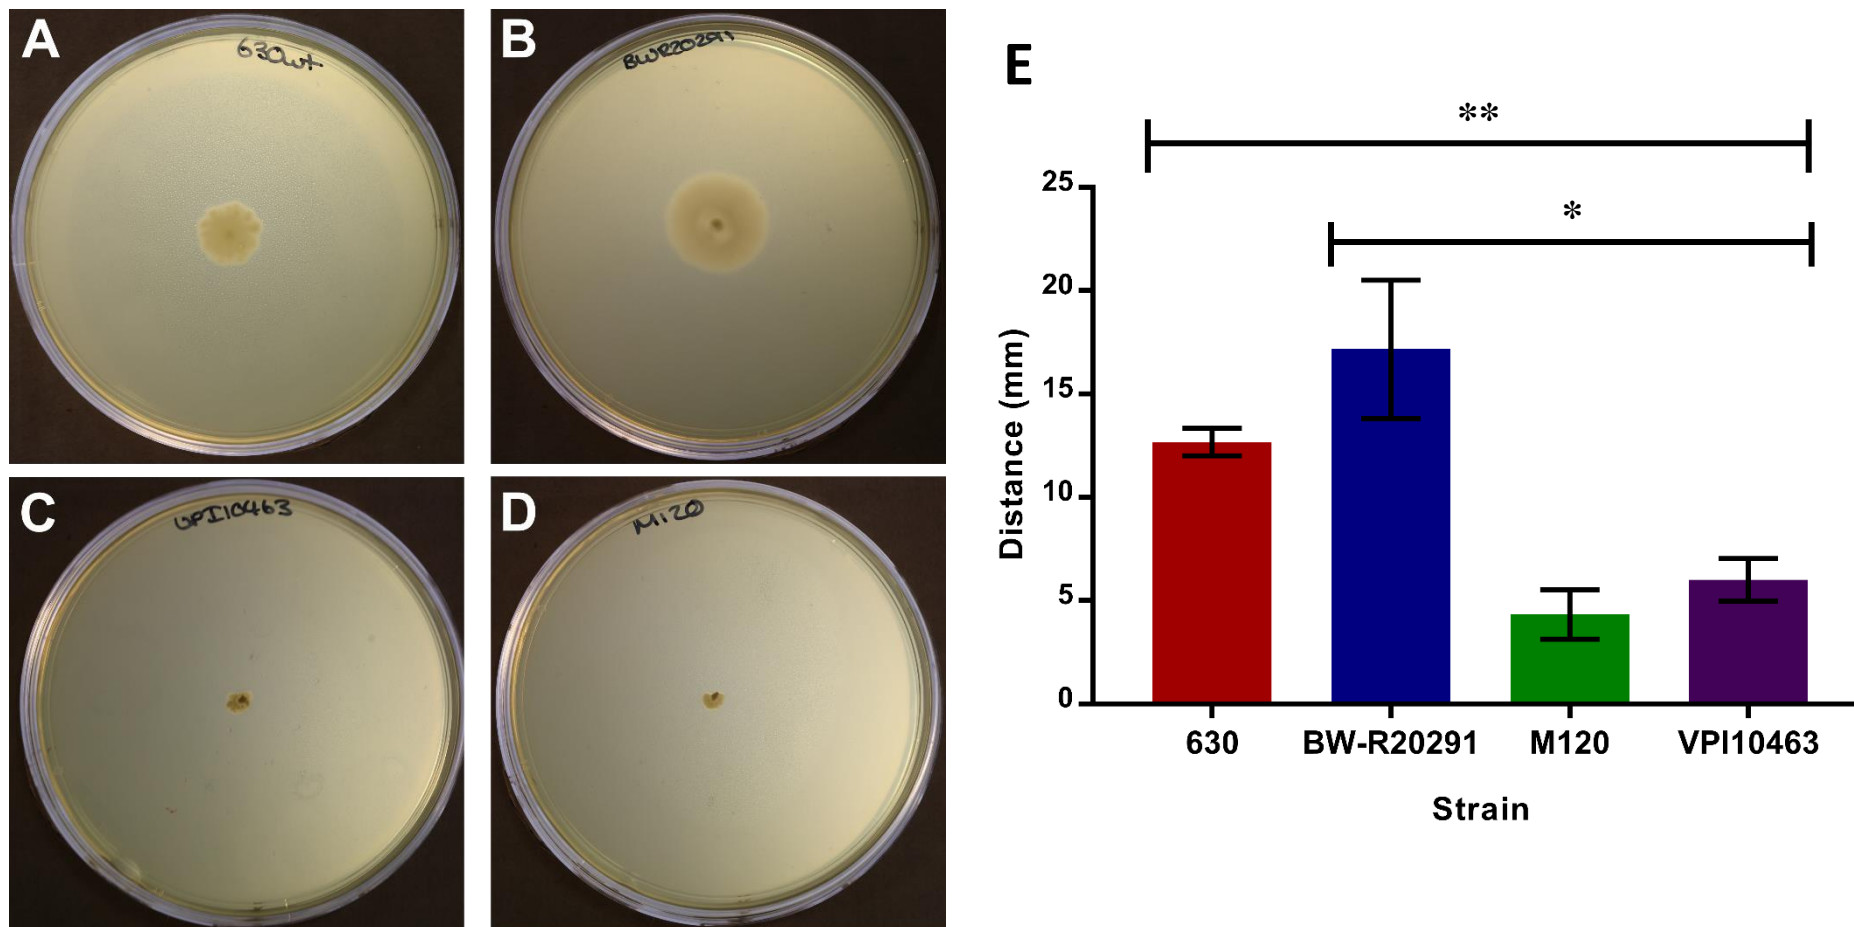 A
630wt
B
BWR20291
C
VPI10463
D
M120
E
**
*
25
20
15
10
5
0
Distance (mm)
630
BW-R20291
M120
VPI10463
Strain